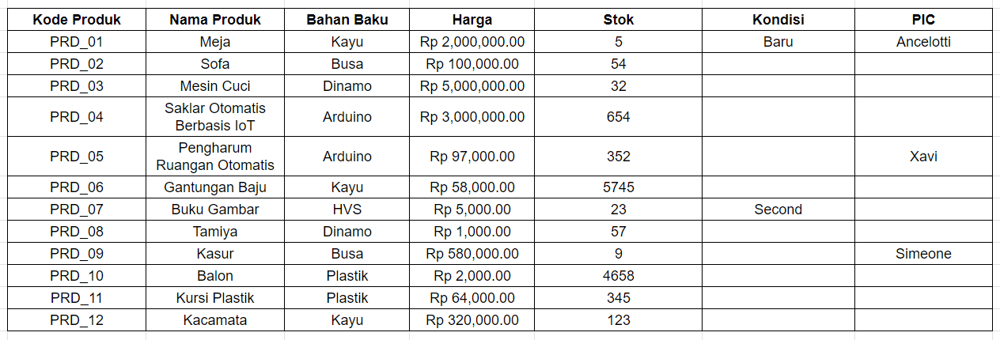 Kode Produk Nama Produk Bahan Baku Harga Stok Kondisi PIC
PRD_01 Meja Kayu Rp 2,000,000.00 5 Baru Ancelotti
PRD_02 Sofa Busa Rp 100,000.00 54
PRD_03 Mesin Cuci Dinamo Rp 5,000,000.00 32
PRD_04 Saklar Otomatis Berbasis IoT Arduino Rp 3,000,000.00 654
PRD_05 Pengharum Ruangan Otomatis Arduino Rp 97,000.00 352 Xavi
PRD_06 Gantungan Baju Kayu Rp 58,000.00 5745
PRD_07 Buku Gambar HVS Rp 5,000.00 23 Second
PRD_08 Tamiya Dinamo Rp 1,000.00 57
PRD_09 Kasur Busa Rp 580,000.00 9 Simeone
PRD_10 Balon Plastik Rp 2,000.00 4658
PRD_11 Kursi Plastik Plastik Rp 64,000.00 345
PRD_12 Kacamata Kayu Rp 320,000.00 123